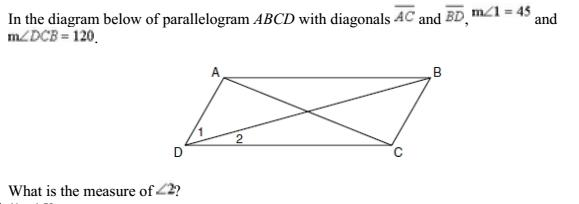 In the diagram below of parallelogram ABCD with diagonals AC and BD, m∠1 = 45 and
m∠DCB = 120.
A
B
1
2
D
C
What is the measure of ∠2?